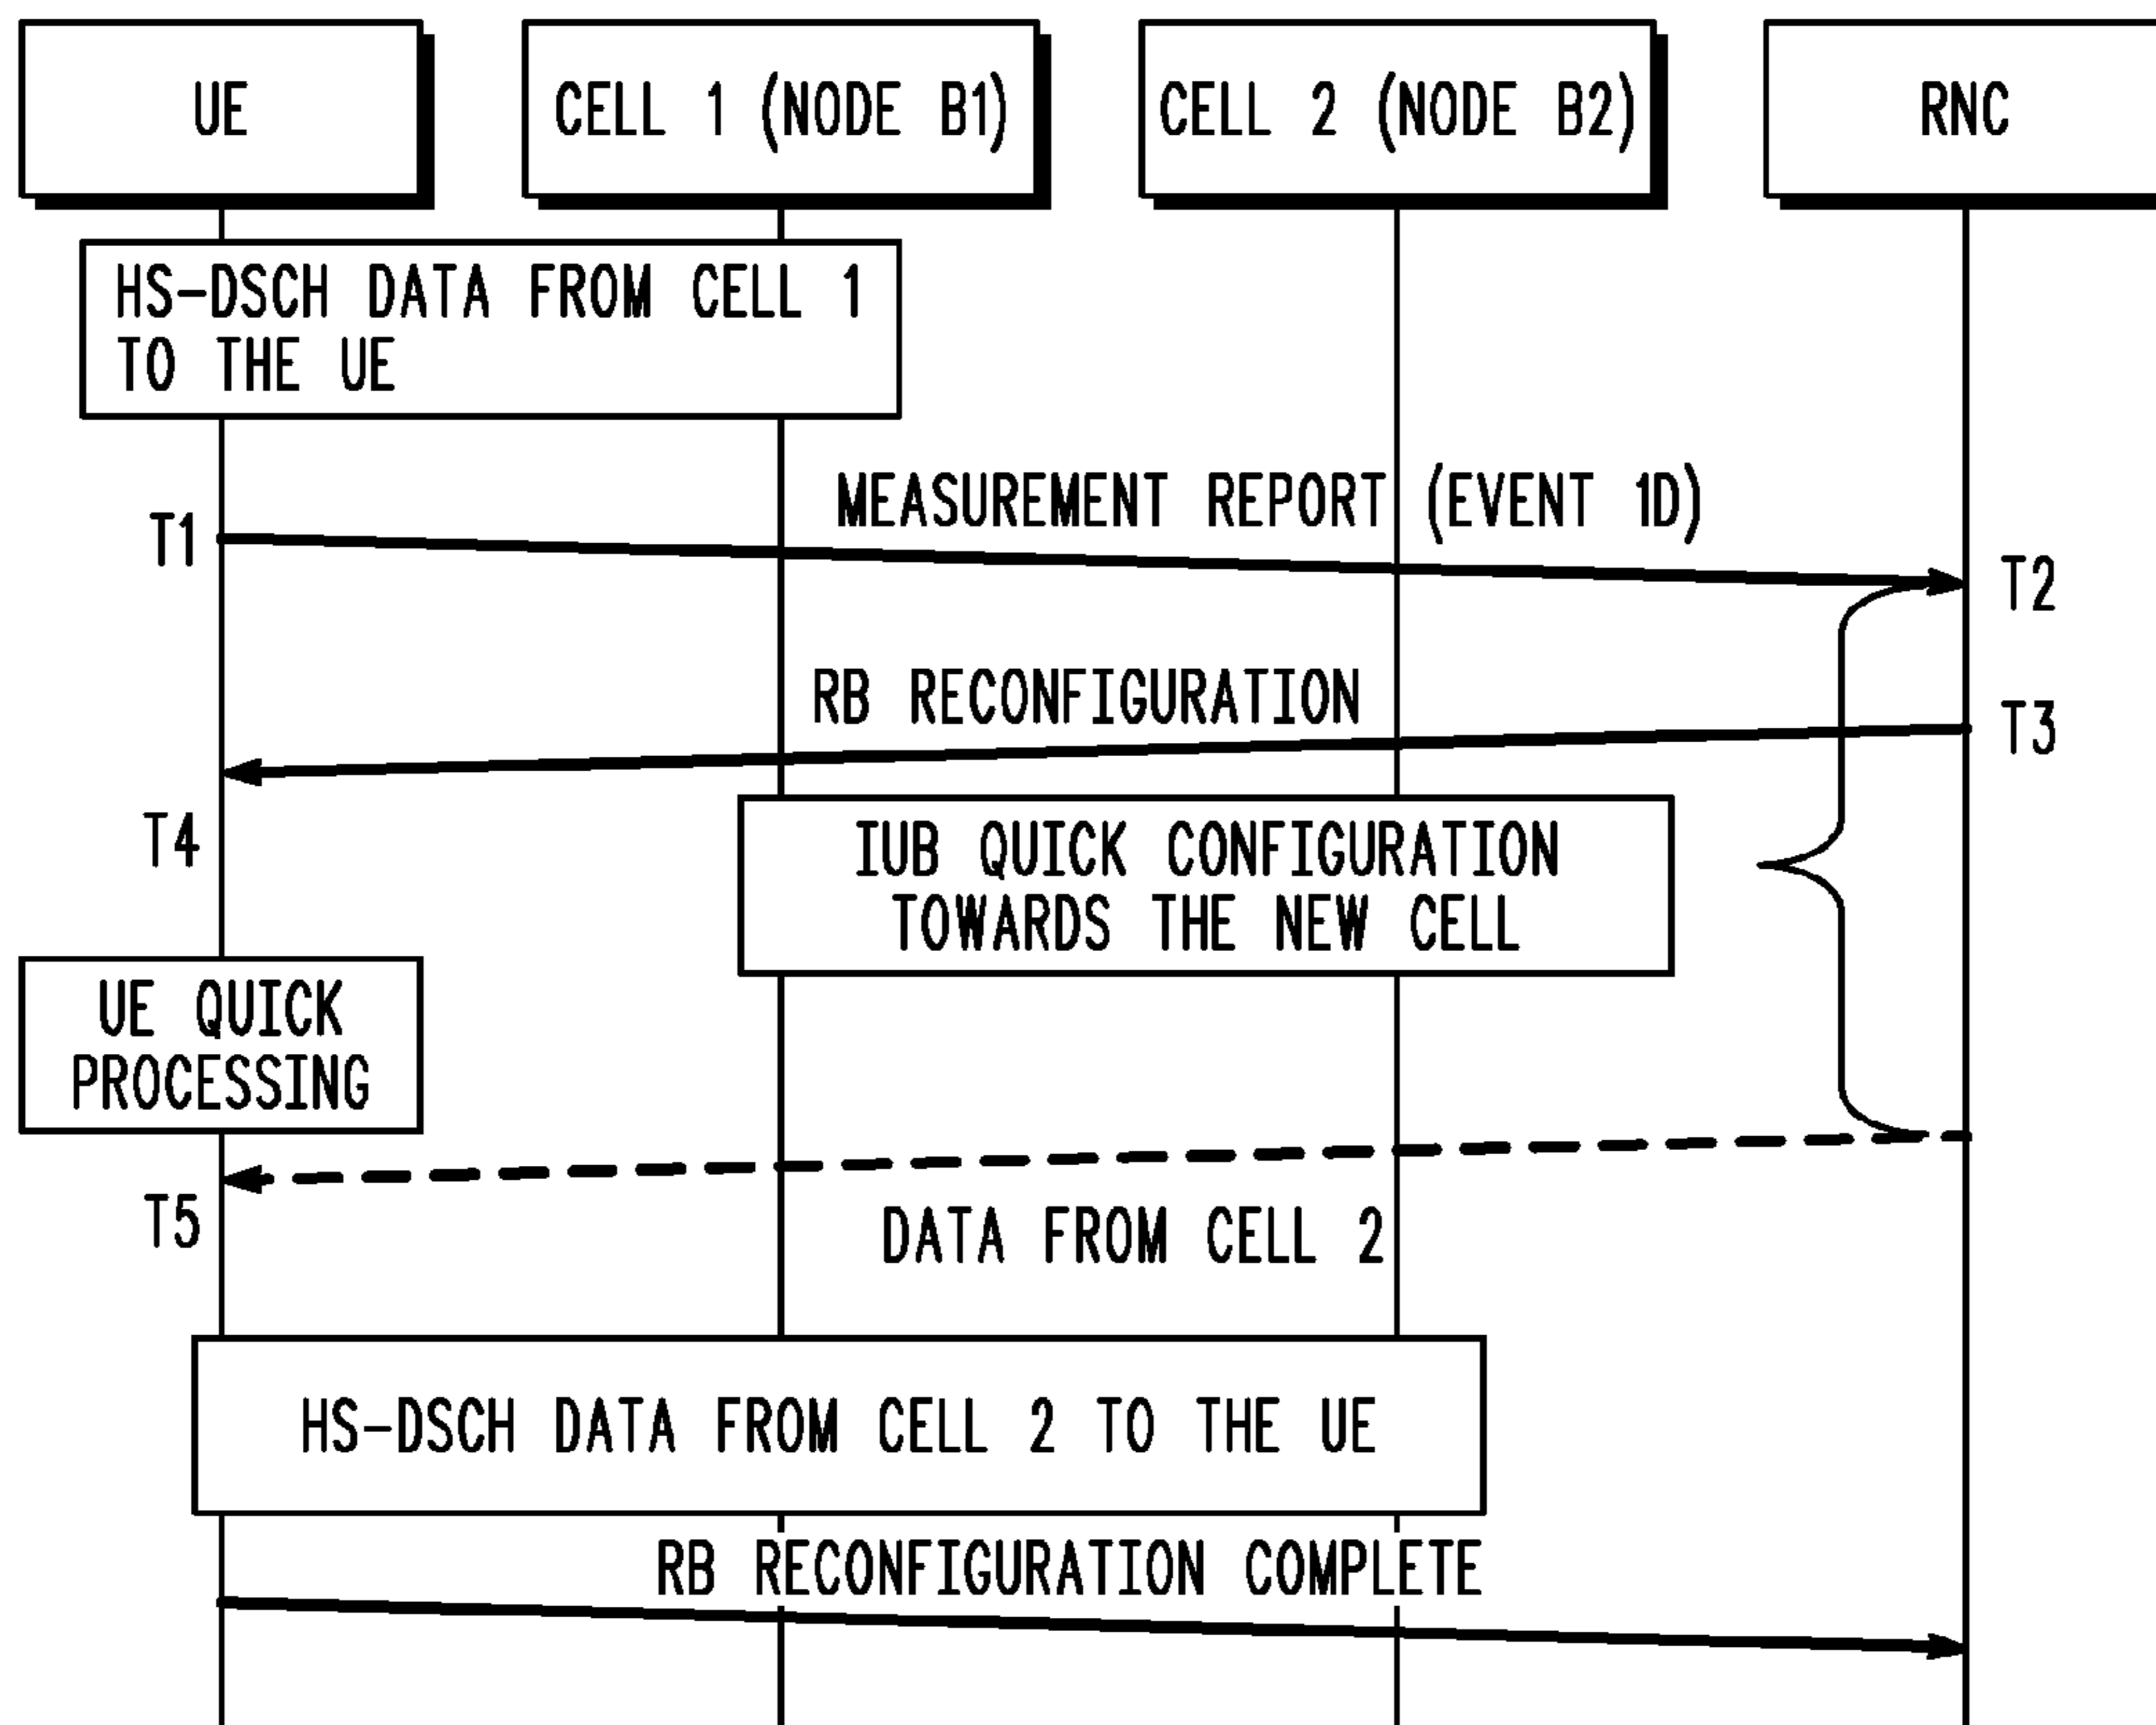 UE
CELL 1 (NODE B1)
CELL 2 (NODE B2)
RNC
HS-DSCH DATA FROM CELL 1
TO THE UE
MEASUREMENT REPORT (EVENT 1D)
T1
T2
RB RECONFIGURATION
T3
T4
IUB QUICK CONFIGURATION
TOWARDS THE NEW CELL
UE QUICK
PROCESSING
T5
DATA FROM CELL 2
HS-DSCH DATA FROM CELL 2 TO THE UE
RB RECONFIGURATION COMPLETE